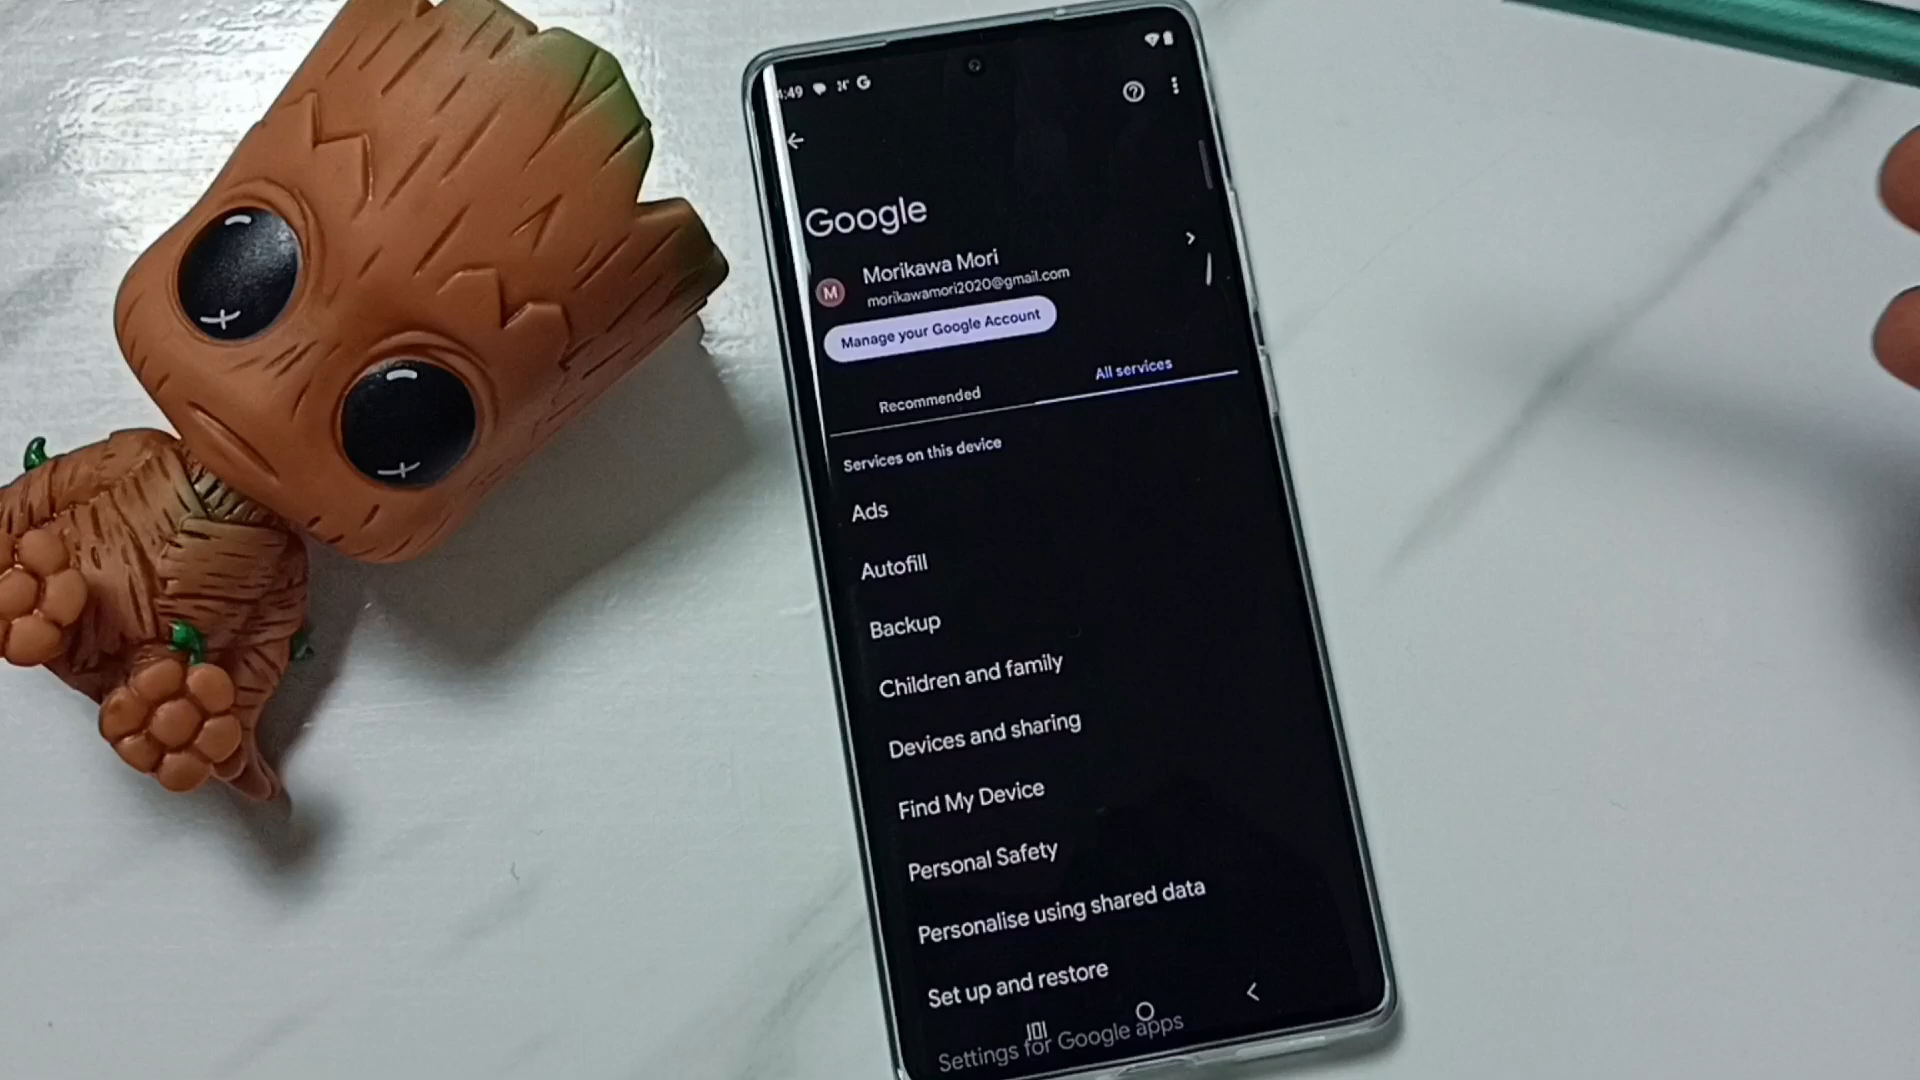 4:49
Google
Morikawa Mori
M
morikawamori2020@gmail.com
Manage your Google Account
Recommended
All services
Services on this device
Ads
Autofill
Backup
Children and family
Devices and sharing
Find My Device
Personal Safety
Personalise using shared data
Set up and restore
Settings for Google apps